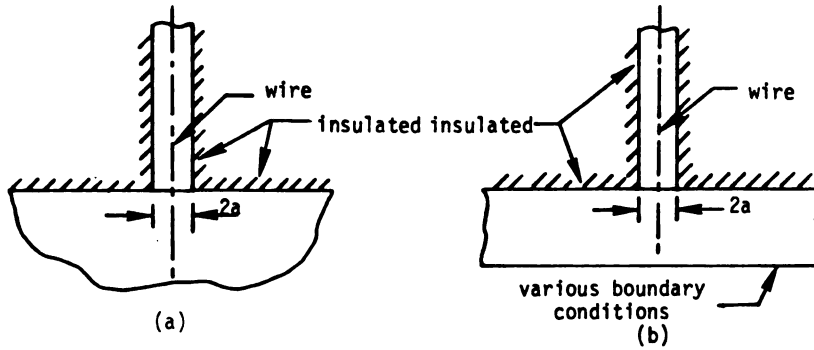 wire
insulated
2a
(a)
wire
insulated
2a
various boundary
conditions
(b)